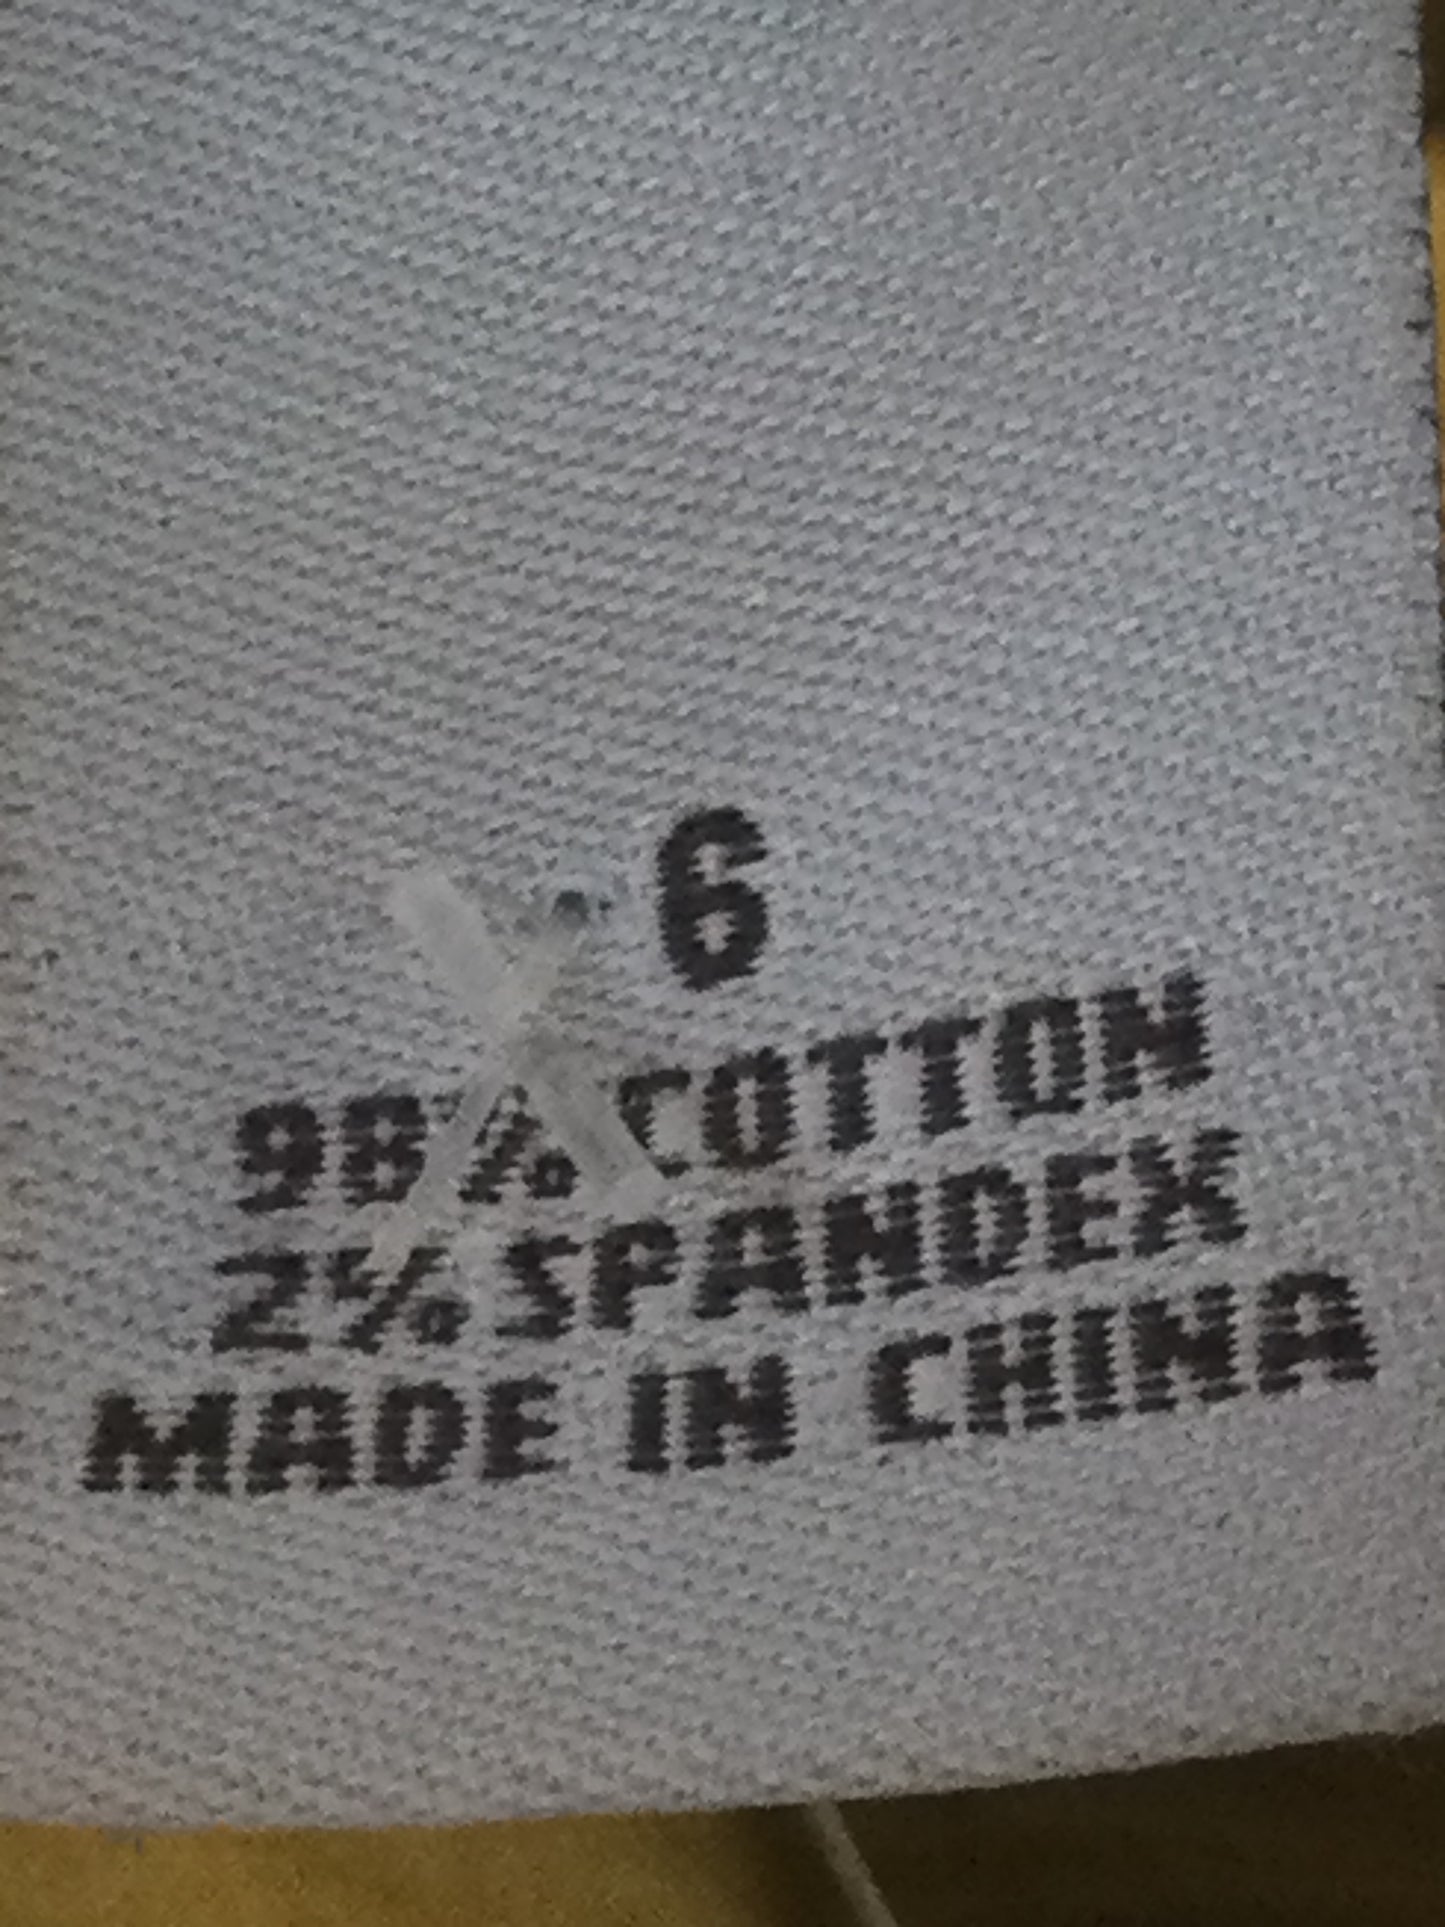 6
98% COTTON
2% SPANDEX
MADE IN CHINA